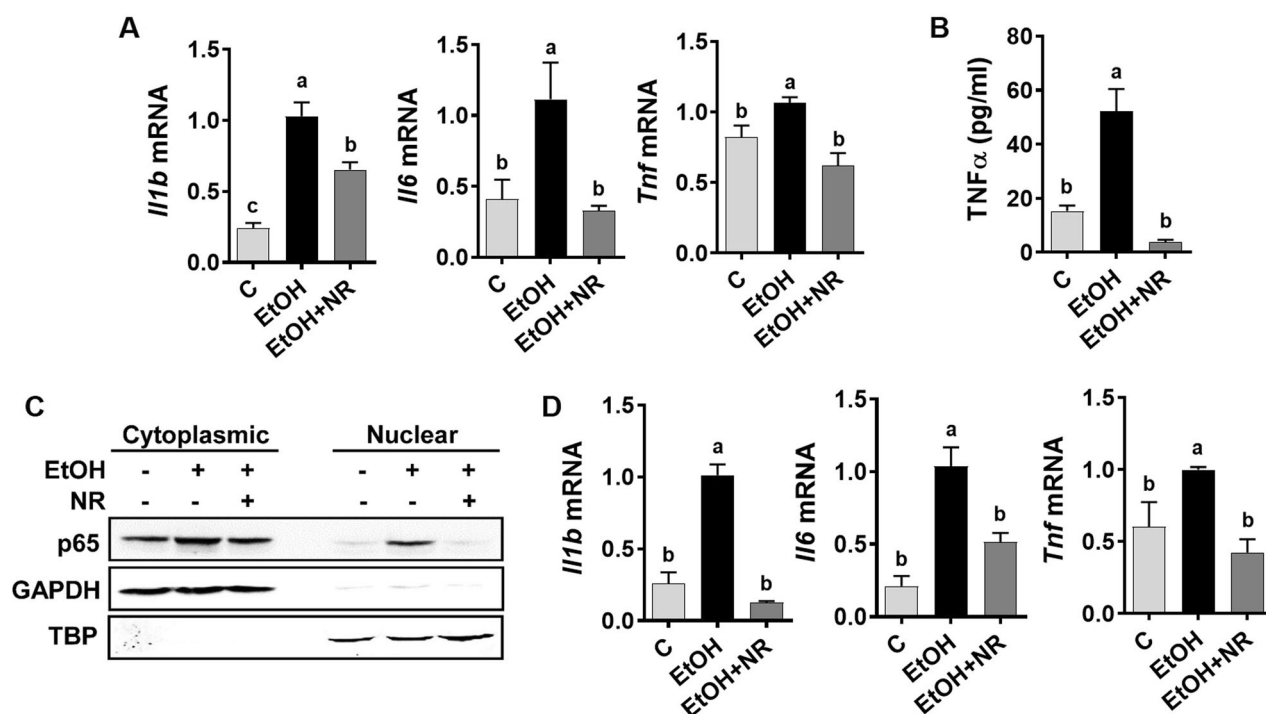 A
Il1b mRNA
1.5
1.0
0.5
0.0
c
a
b
C
EtOH
EtOH+NR
Il6 mRNA
1.5
1.0
0.5
0.0
b
a
b
C
EtOH
EtOH+NR
Tnf mRNA
1.5
1.0
0.5
0.0
b
a
b
C
EtOH
EtOH+NR
B
TNFα (pg/ml)
80
60
40
20
0
b
a
b
C
EtOH
EtOH+NR
C
Cytoplasmic Nuclear
EtOH - + + - + +
NR - - + - - +
p65
GAPDH
TBP
D
Il1b mRNA
1.5
1.0
0.5
0.0
b
a
b
C
EtOH
EtOH+NR
Il6 mRNA
1.5
1.0
0.5
0.0
b
a
b
C
EtOH
EtOH+NR
Tnf mRNA
1.5
1.0
0.5
0.0
b
a
b
C
EtOH
EtOH+NR